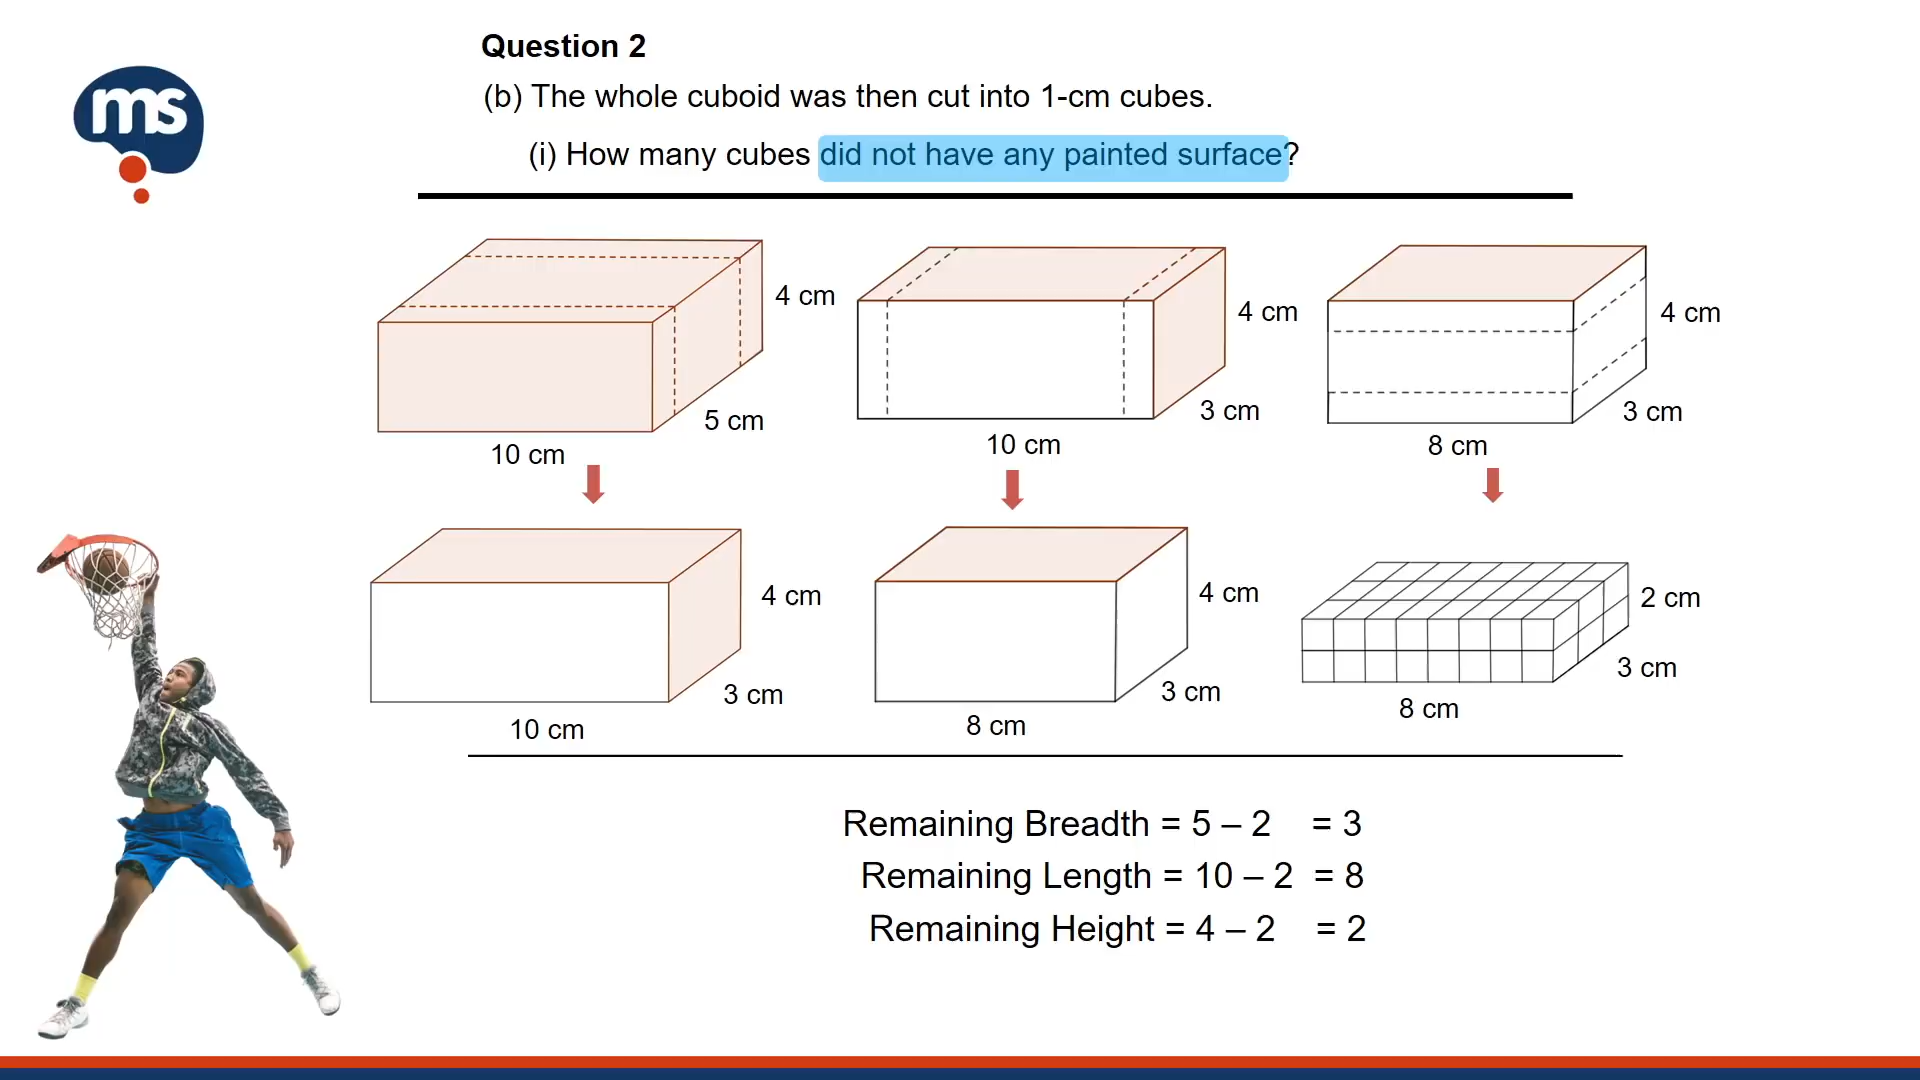 ms
Question 2
(b) The whole cuboid was then cut into 1-cm cubes.
(i) How many cubes did not have any painted surface?
4 cm
5 cm
10 cm
4 cm
3 cm
10 cm
4 cm
3 cm
8 cm
4 cm
3 cm
10 cm
4 cm
3 cm
8 cm
2 cm
3 cm
8 cm
Remaining Breadth = 5 – 2 = 3
Remaining Length = 10 – 2 = 8
Remaining Height = 4 – 2 = 2